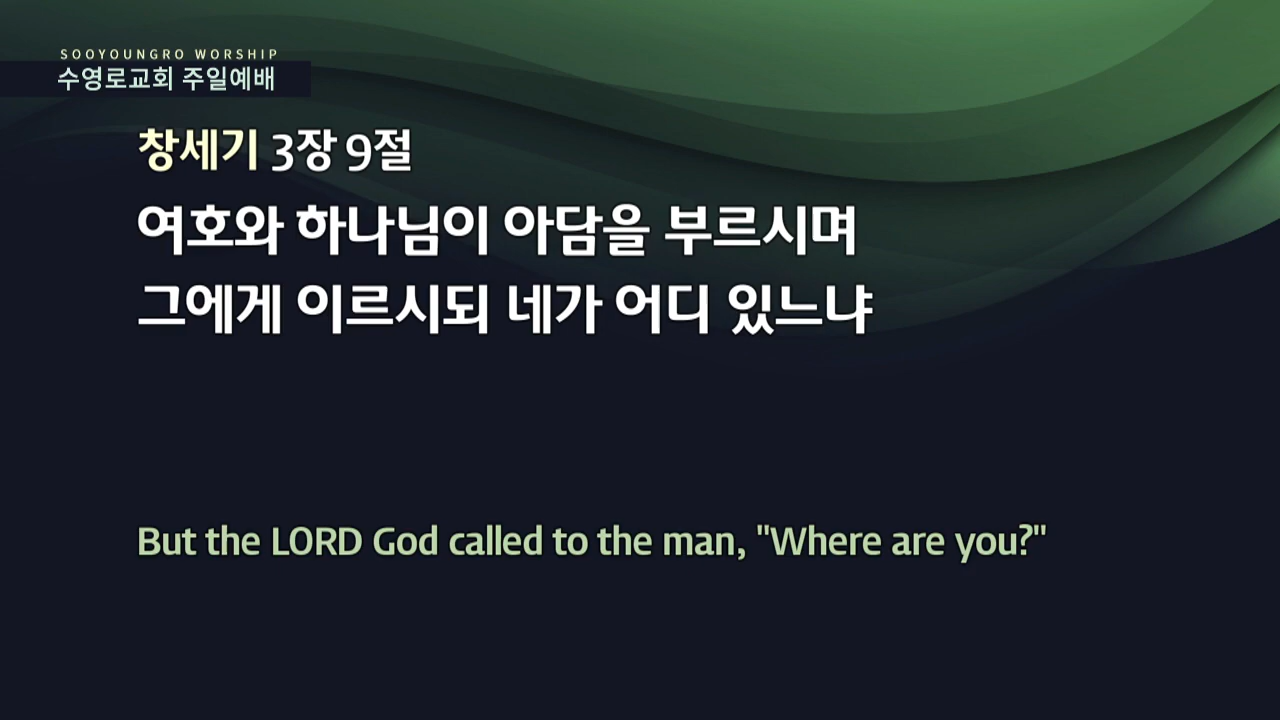 SOOYOUNGRO WORSHIP
수영로교회 주일예배
창세기 3장 9절
여호와 하나님이 아담을 부르시며
그에게 이르시되 네가 어디 있느냐
But the LORD God called to the man, "Where are you?"